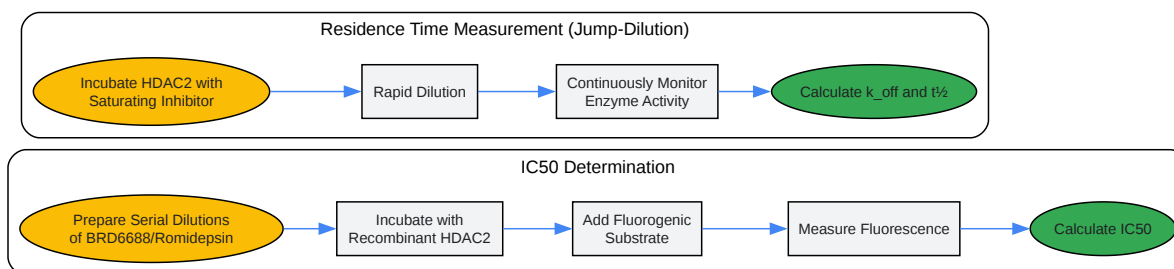 Residence Time Measurement (Jump-Dilution)
Incubate HDAC2 with
Saturating Inhibitor
Rapid Dilution
Continuously Monitor
Enzyme Activity
Calculate k_off and t½
IC50 Determination
Prepare Serial Dilutions
of BRD6688/Romidepsin
Incubate with
Recombinant HDAC2
Add Fluorogenic
Substrate
Measure Fluorescence
Calculate IC50